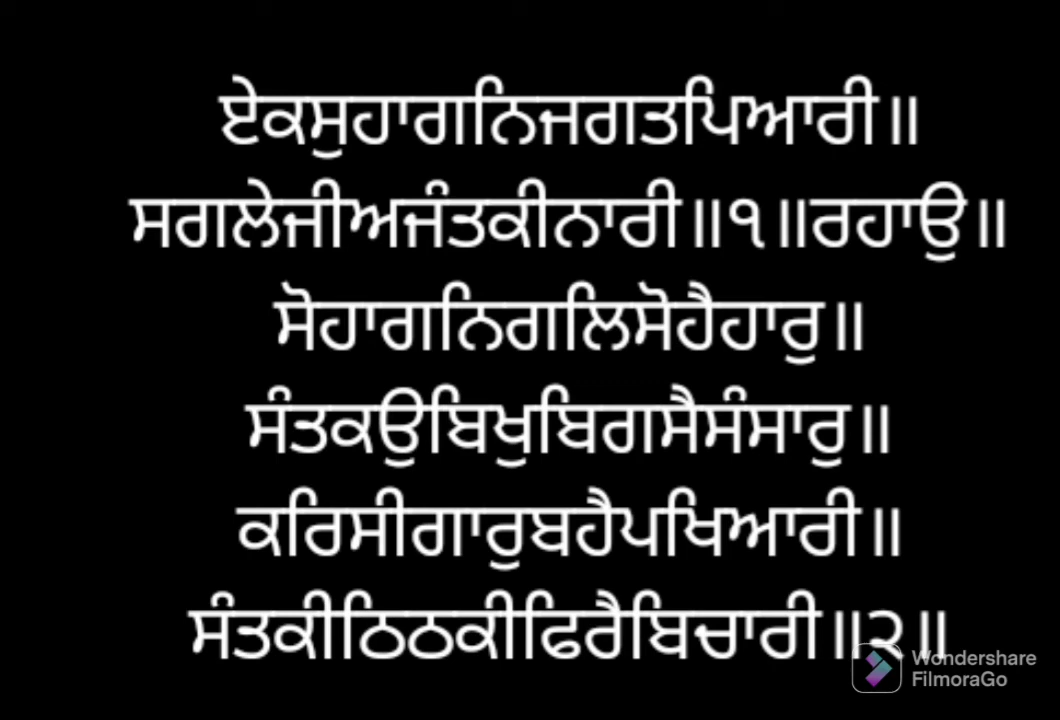 ਏਕਸੁਹਾਗਨਿਜਗਤਪਿਆਰੀ॥
ਸਗਲੇਜੀਅਜੰਤਕੀਨਾਰੀ॥੧॥ਰਹਾਉ॥
ਸੋਹਾਗਨਿਗਲਿਸੋਹੈਹਾਰੁ॥
ਸੰਤਕਉਬਿਖੁਬਿਗਸੈਸੰਸਾਰੁ॥
ਕਰਿਸੀਗਾਰੁਬਹੈਪਖਿਆਰੀ॥
ਸੰਤਕੀਠਿਠਕੀਫਿਰੈਬਿਚਾਰੀ॥੨॥
Wondershare
FilmoraGo